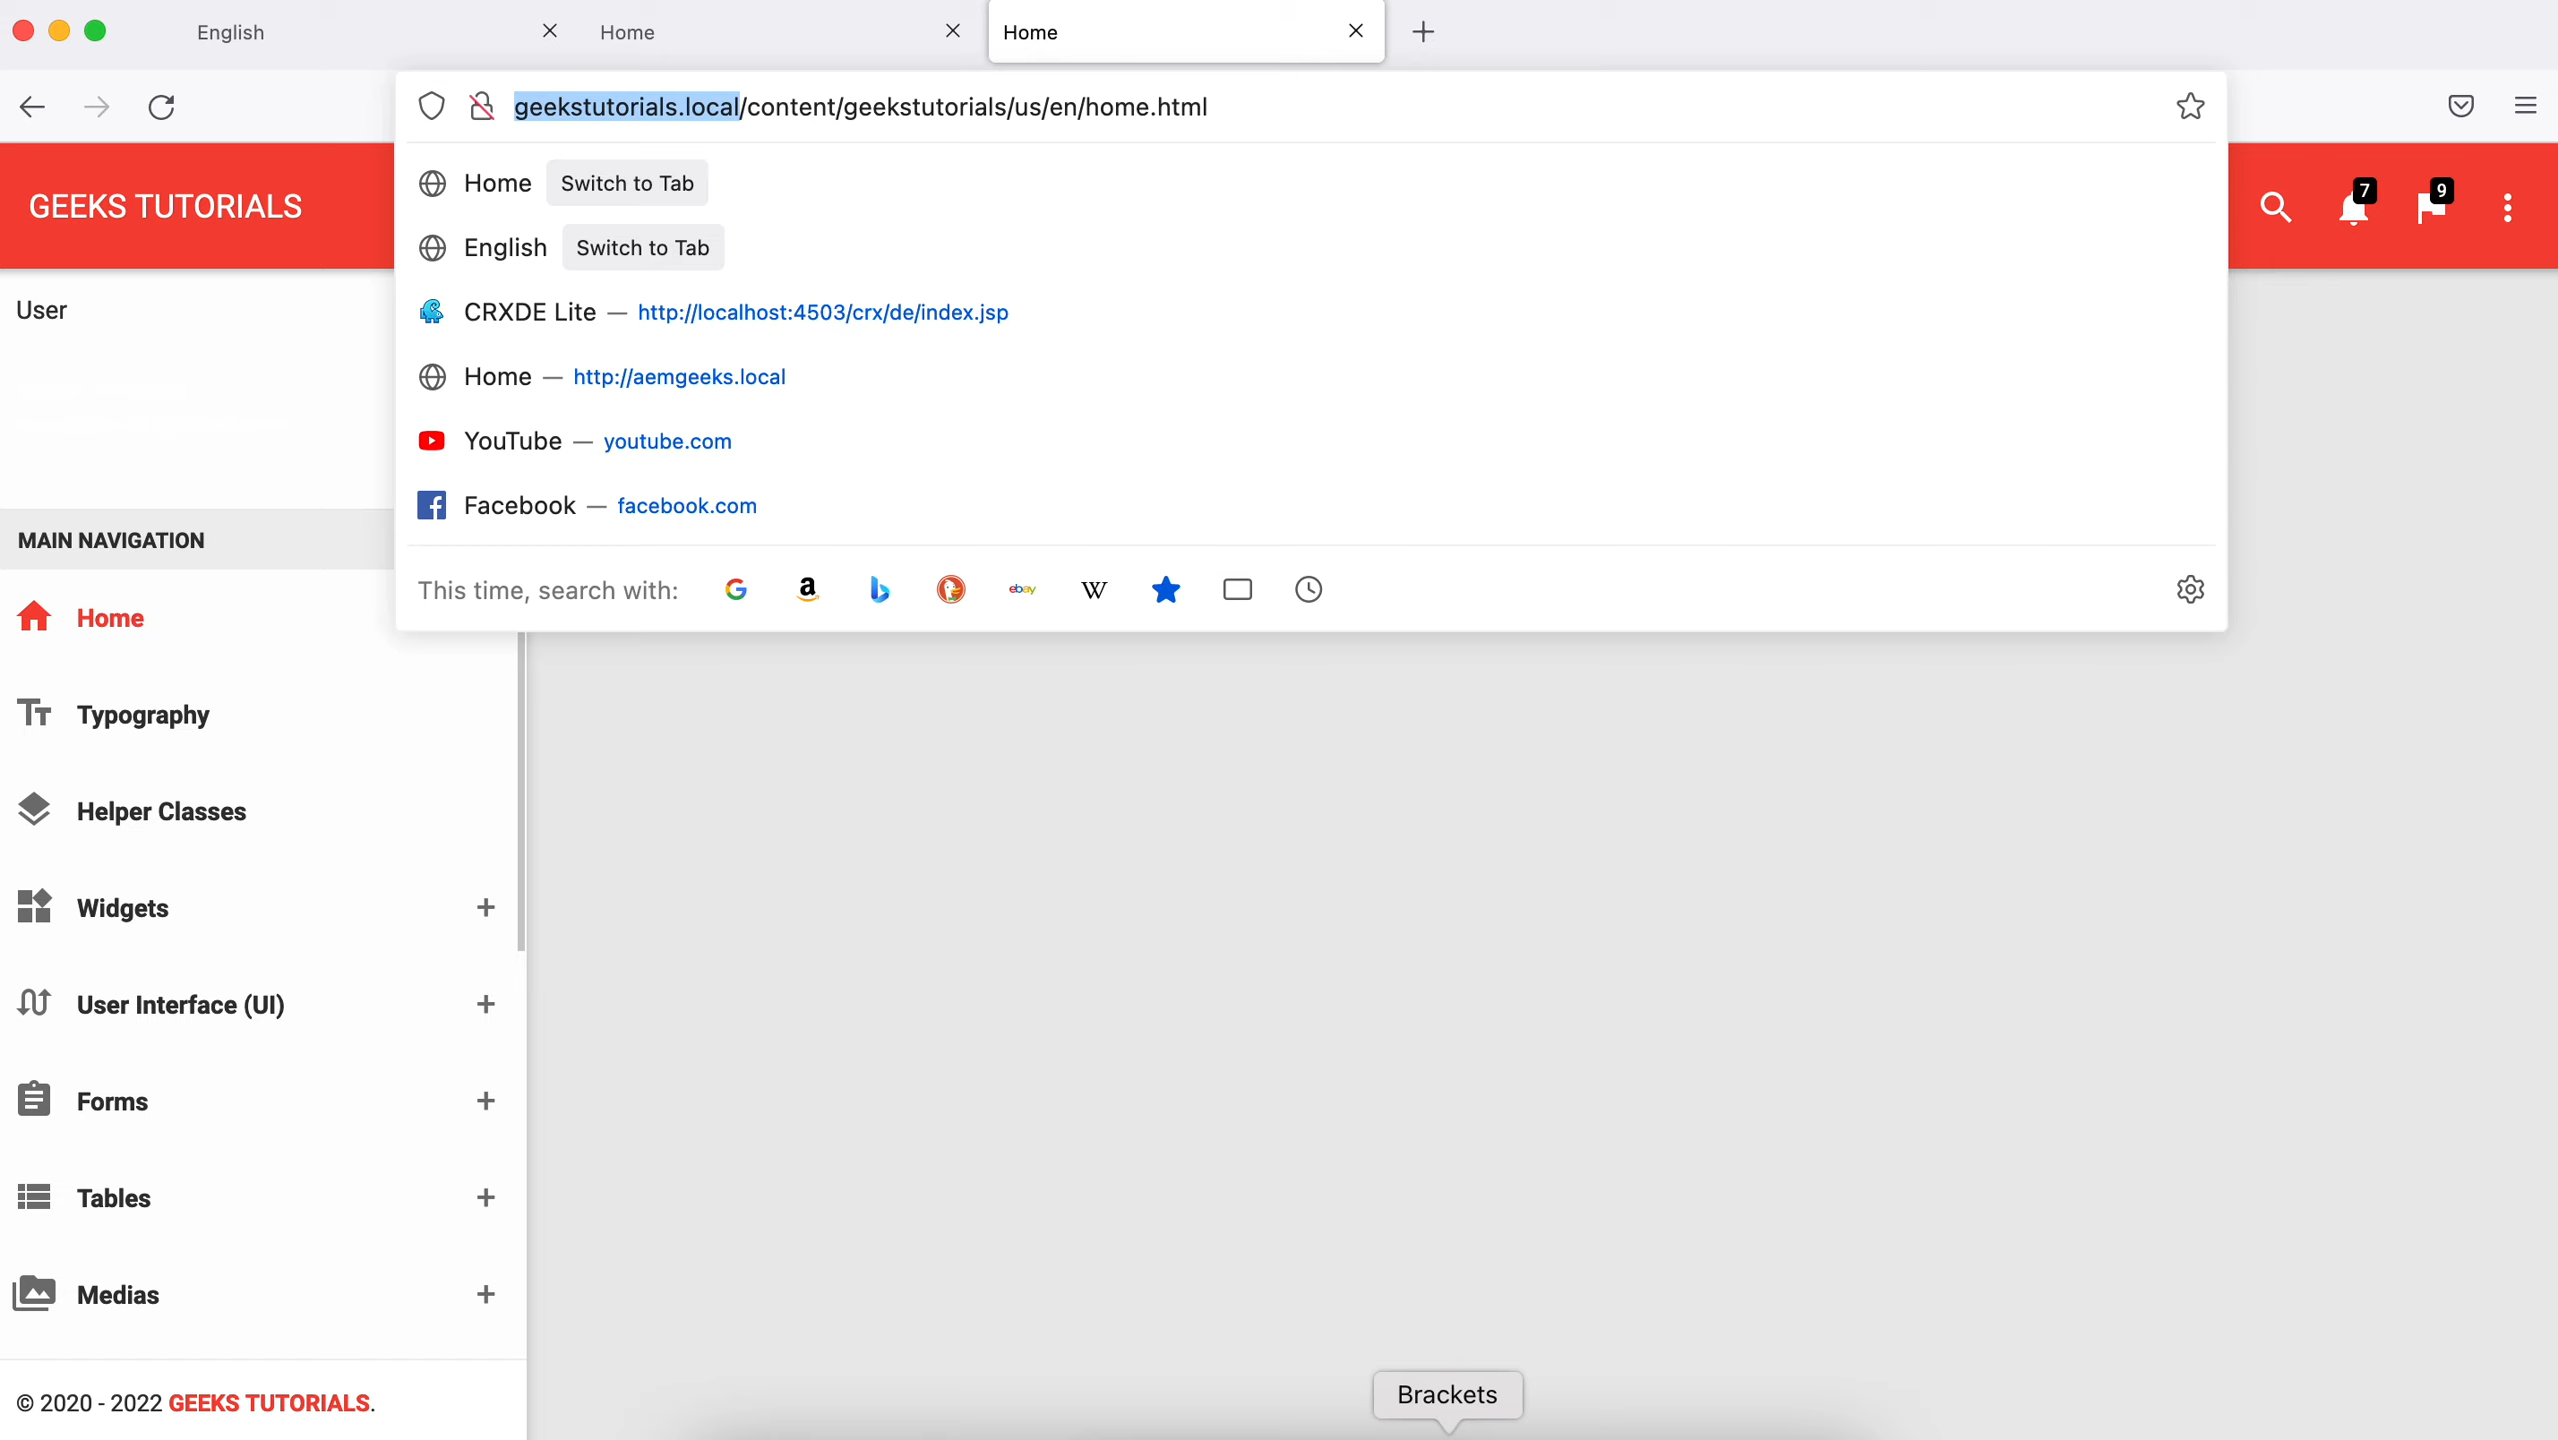 English
Home
Home
geekstutorials.local/content/geekstutorials/us/en/home.html
GEEKS TUTORIALS
7
9
Home Switch to Tab
English Switch to Tab
CRXDE Lite — http://localhost:4503/crx/de/index.jsp
Home — http://aemgeeks.local
YouTube — youtube.com
Facebook — facebook.com
This time, search with:
a
ebay
W
User
MAIN NAVIGATION
Home
Typography
Helper Classes
Widgets +
User Interface (UI) +
Forms +
Tables +
Medias +
© 2020 - 2022 GEEKS TUTORIALS.
Brackets